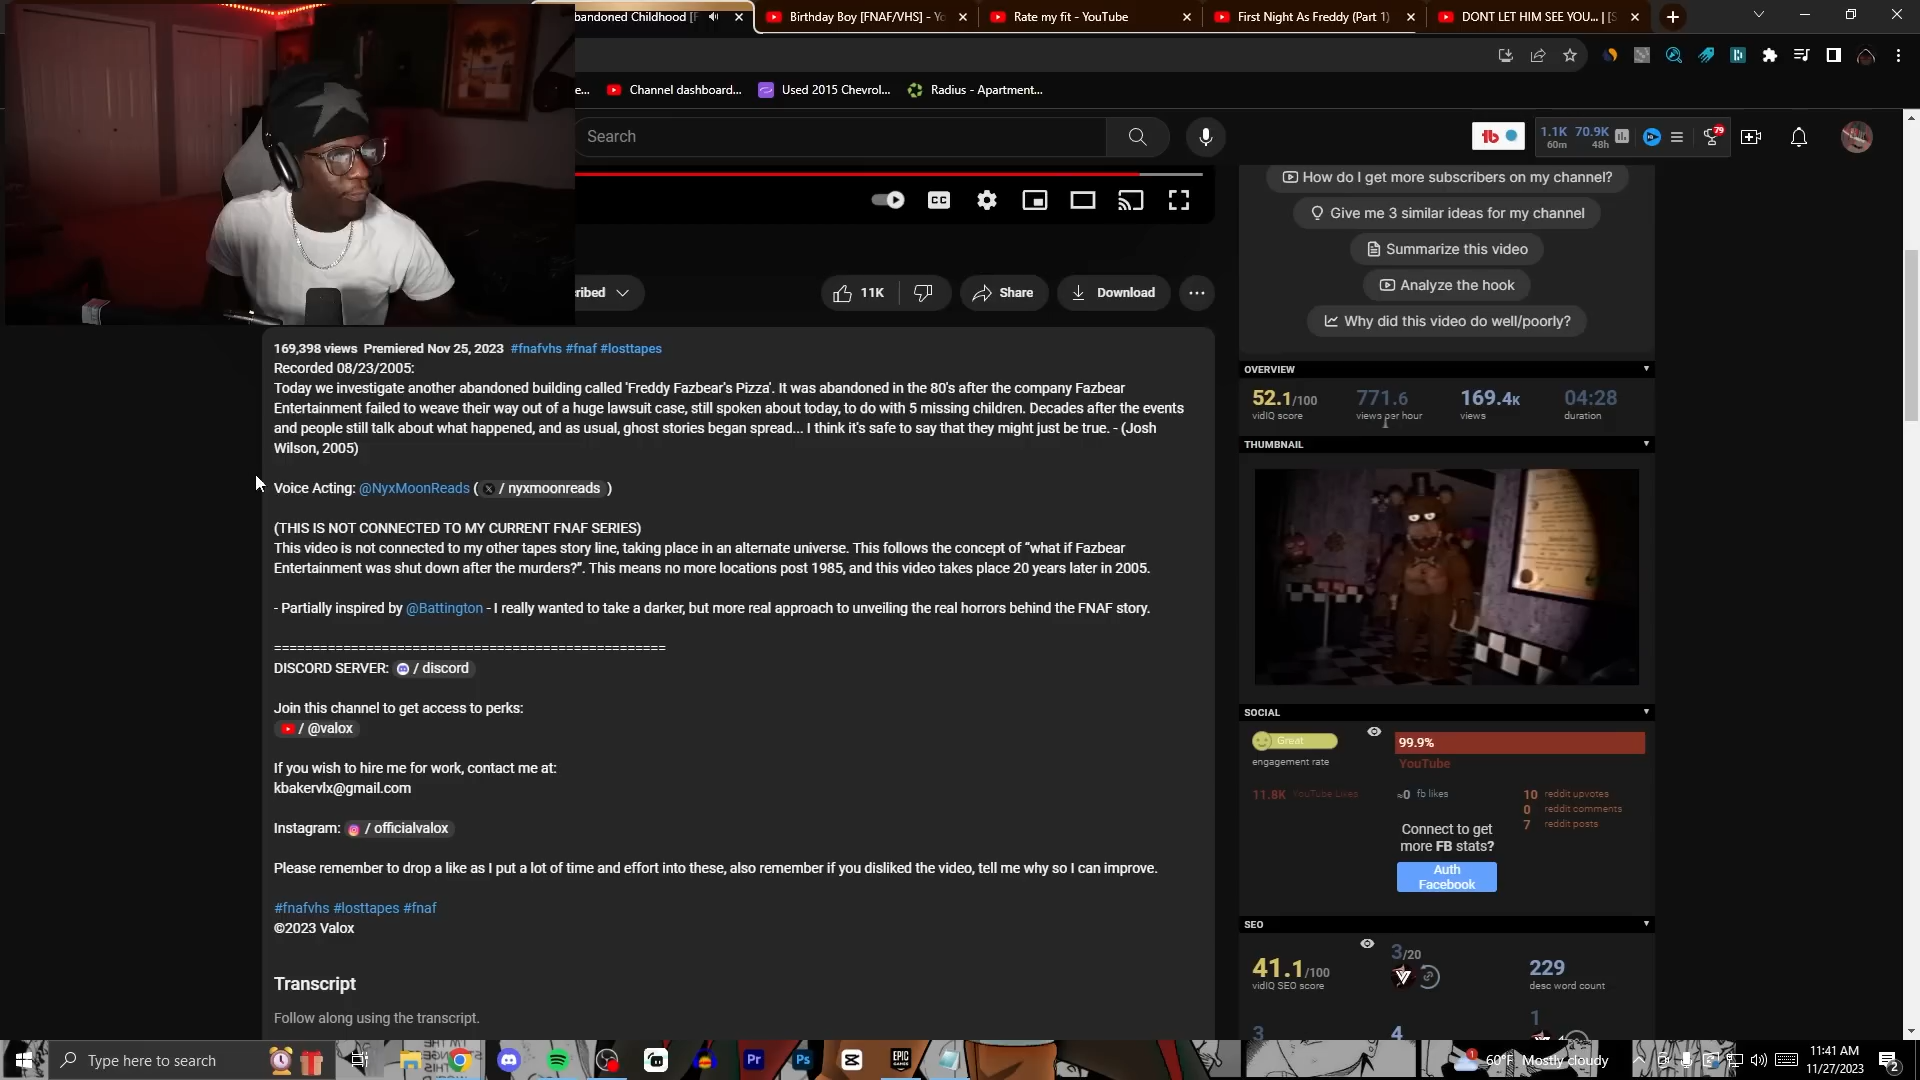 bandoned Childhood [F
Birthday Boy [FNAF/VHS] - Yo
Rate my fit - YouTube
First Night As Freddy (Part 1)
DONT LET HIM SEE YOU... | [S
e...
Channel dashboard...
Used 2015 Chevrol...
Radius - Apartment...
Search
tb
1.1K 70.9K
60m 48h
79
How do I get more subscribers on my channel?
Give me 3 similar ideas for my channel
Summarize this video
Analyze the hook
Why did this video do well/poorly?
CC
ribed
11K
Share
Download
169,398 views Premiered Nov 25, 2023 #fnafvhs #fnaf #losttapes
Recorded 08/23/2005:
Today we investigate another abandoned building called 'Freddy Fazbear's Pizza'. It was abandoned in the 80's after the company Fazbear
Entertainment failed to weave their way out of a huge lawsuit case, still spoken about today, to do with 5 missing children. Decades after the events
and people still talk about what happened, and as usual, ghost stories began spread... I think it's safe to say that they might just be true. - (Josh
Wilson, 2005)
Voice Acting: @NyxMoonReads ( X / nyxmoonreads )
(THIS IS NOT CONNECTED TO MY CURRENT FNAF SERIES)
This video is not connected to my other tapes story line, taking place in an alternate universe. This follows the concept of “what if Fazbear
Entertainment was shut down after the murders?”. This means no more locations post 1985, and this video takes place 20 years later in 2005.
- Partially inspired by @Battington - I really wanted to take a darker, but more real approach to unveiling the real horrors behind the FNAF story.
==================================================
DISCORD SERVER: / discord
Join this channel to get access to perks:
/ @valox
If you wish to hire me for work, contact me at:
kbakervlx@gmail.com
Instagram: / officialvalox
Please remember to drop a like as I put a lot of time and effort into these, also remember if you disliked the video, tell me why so I can improve.
#fnafvhs #losttapes #fnaf
©2023 Valox
Transcript
Follow along using the transcript.
OVERVIEW
52.1/100 771.6 169.4K 04:28
vidIQ score views per hour views duration
THUMBNAIL
SOCIAL
Great
engagement rate
99.9%
YouTube
11.8K YouTube Likes
≈0 fb likes
10 reddit upvotes
0 reddit comments
7 reddit posts
Connect to get
more FB stats?
Auth
Facebook
SEO
41.1/100
vidIQ SEO score
3/20
229
desc word count
3
4
1
Type here to search
Pr
Ps
EPIC
GAMES
1
60°F Mostly cloudy
11:41 AM
11/27/2023
2